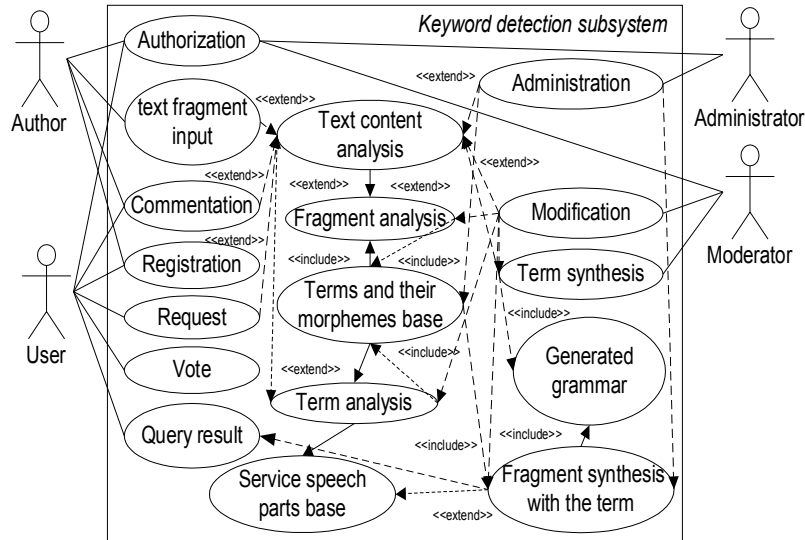 Keyword detection subsystem
Authorization
Author
Administrator
<<extend>>
Administration
text fragment
input
<<extend>>
Text content
analysis
<<extend>>
Commentation
<<extend>>
<<extend>>
<<extend>>
Fragment analysis
Modification
Moderator
<<extend>>
Registration
<<include>>
<<include>>
Term synthesis
User
Request
Terms and their
morphemes base
<<include>>
Vote
<<extend>>
<<include>>
Generated
grammar
Term analysis
Query result
<<include>>
<<include>>
Service speech
parts base
Fragment synthesis
with the term
<<extend>>